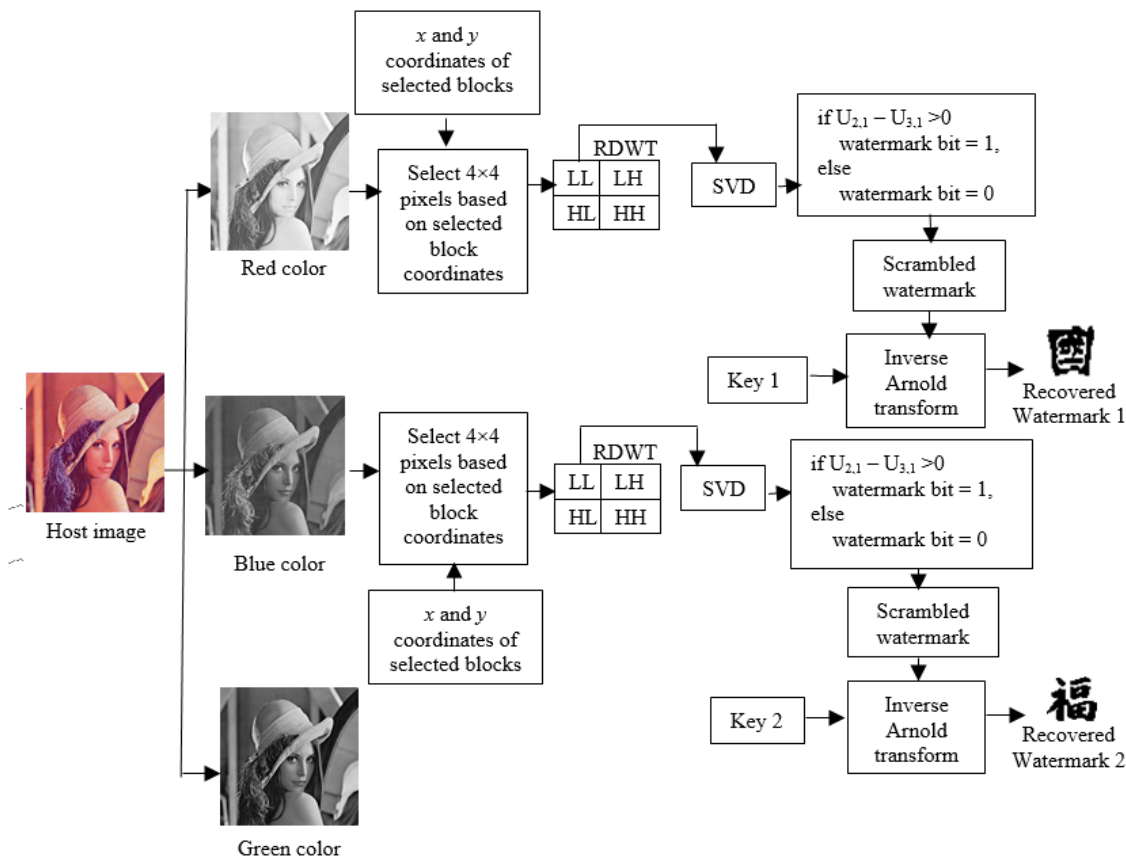 x and y
coordinates of
selected blocks
Red color
Select 4×4
pixels based
on selected
block
coordinates
RDWT
LL LH
HL HH
SVD
if U2,1 – U3,1 >0
watermark bit = 1,
else
watermark bit = 0
Scrambled
watermark
Key 1
Inverse
Arnold
transform
國
Recovered
Watermark 1
Host image
Blue color
Select 4×4
pixels based
on selected
block
coordinates
x and y
coordinates of
selected blocks
RDWT
LL LH
HL HH
SVD
if U2,1 – U3,1 >0
watermark bit = 1,
else
watermark bit = 0
Scrambled
watermark
Key 2
Inverse
Arnold
transform
福
Recovered
Watermark 2
Green color